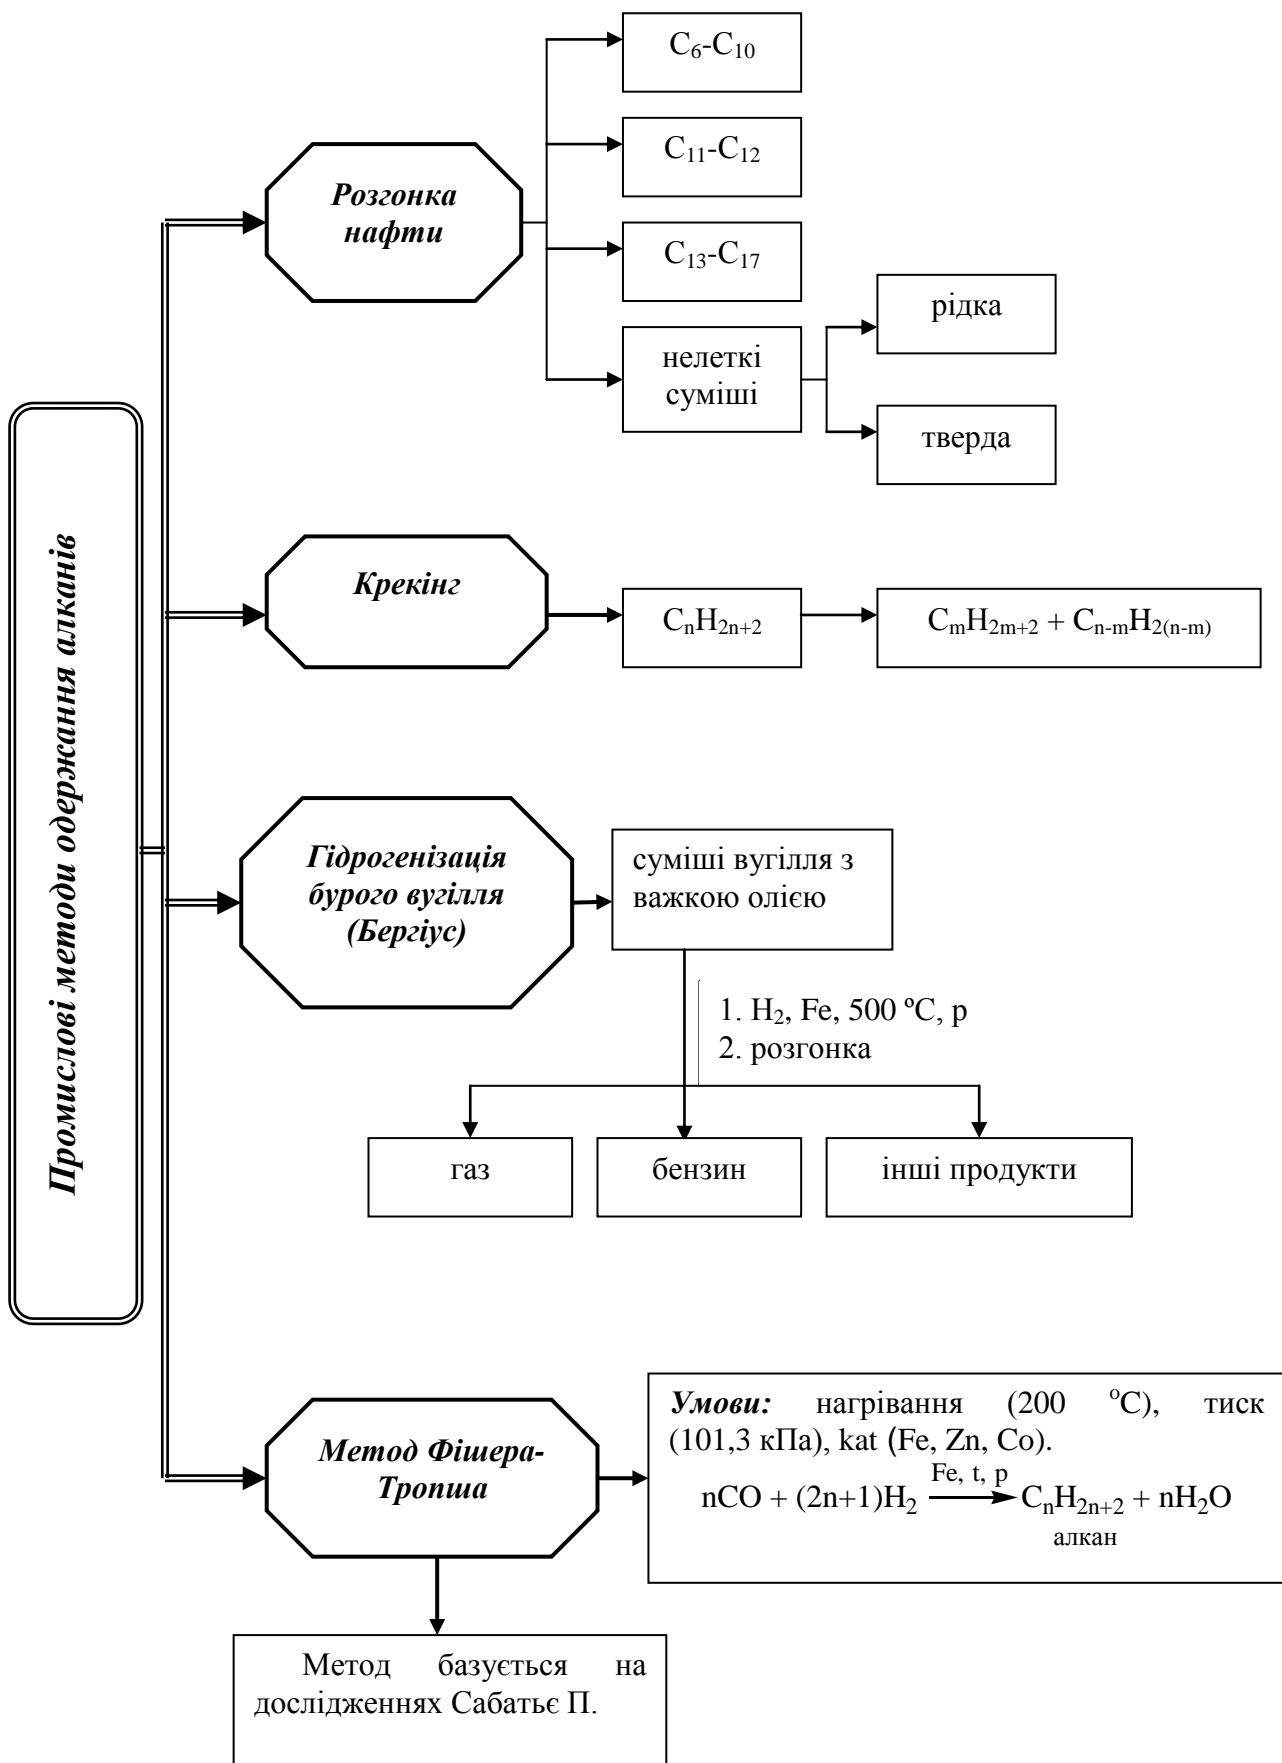 Промислові методи одержання алканів
Розгонка
нафти
C₆-C₁₀
C₁₁-C₁₂
C₁₃-C₁₇
нелеткі
суміші
рідка
тверда
Крекінг
CₙH₂ₙ₊₂
CₘH₂ₘ₊₂ + Cₙ₋ₘH₂₍ₙ₋ₘ₎
Гідрогенізація
бурого вугілля
(Бергіус)
суміші вугілля з
важкою олією
1. H₂, Fe, 500 ºC, p
2. розгонка
газ
бензин
інші продукти
Метод Фішера-
Тропша
Умови: нагрівання (200 °C), тиск
(101,3 кПа), kat (Fe, Zn, Co).
Fe, t, p
nCO + (2n+1)H₂ → CₙH₂ₙ₊₂ + nH₂O
алкан
Метод базується на
дослідженнях Сабатьє П.